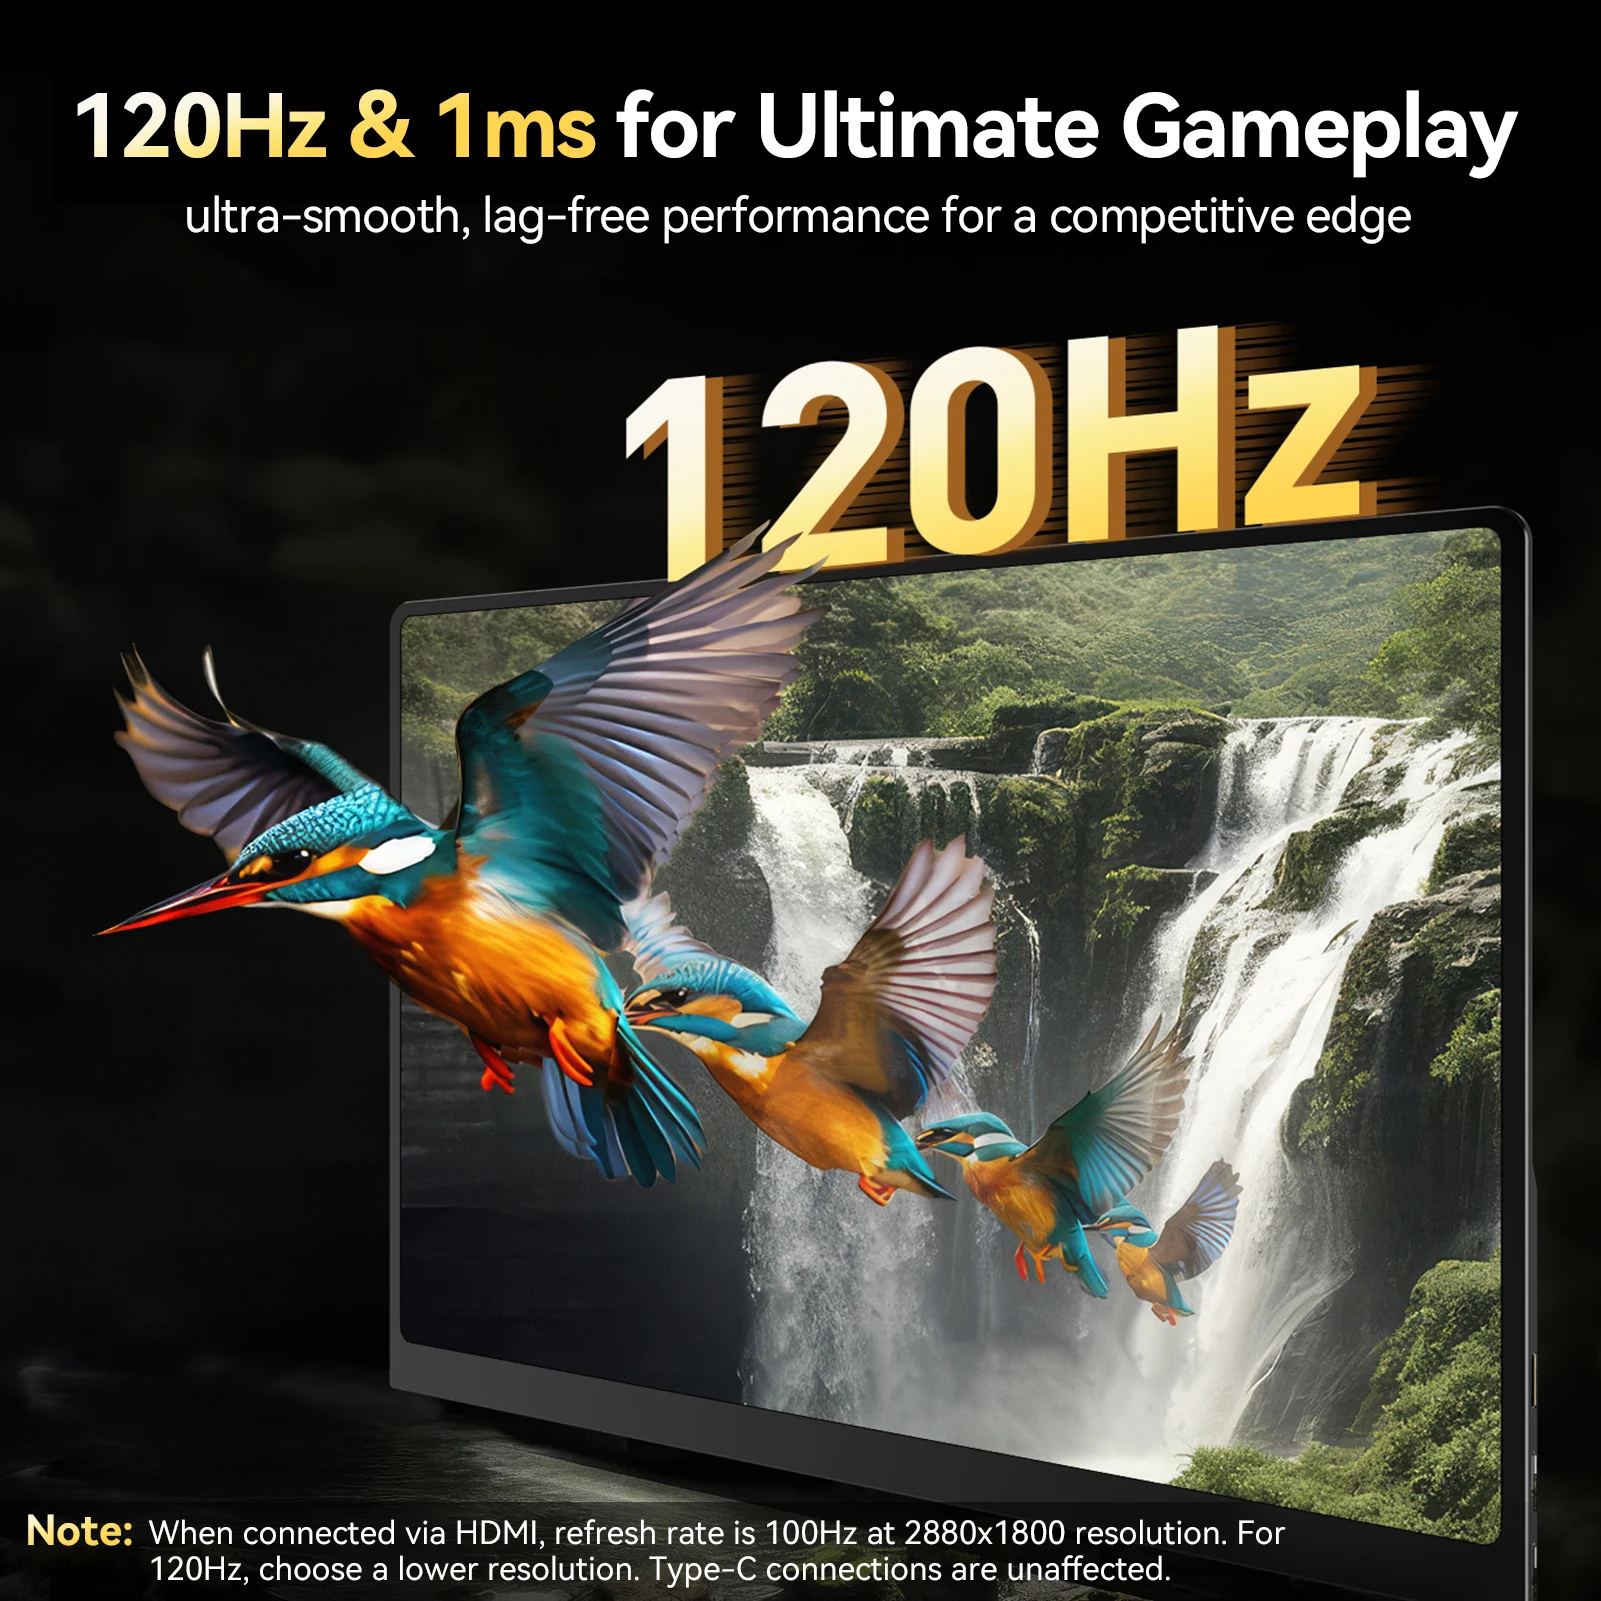 120Hz & 1ms for Ultimate Gameplay
ultra-smooth, lag-free performance for a competitive edge
120Hz
Note: When connected via HDMI, refresh rate is 100Hz at 2880x1800 resolution. For
120Hz, choose a lower resolution. Type-C connections are unaffected.